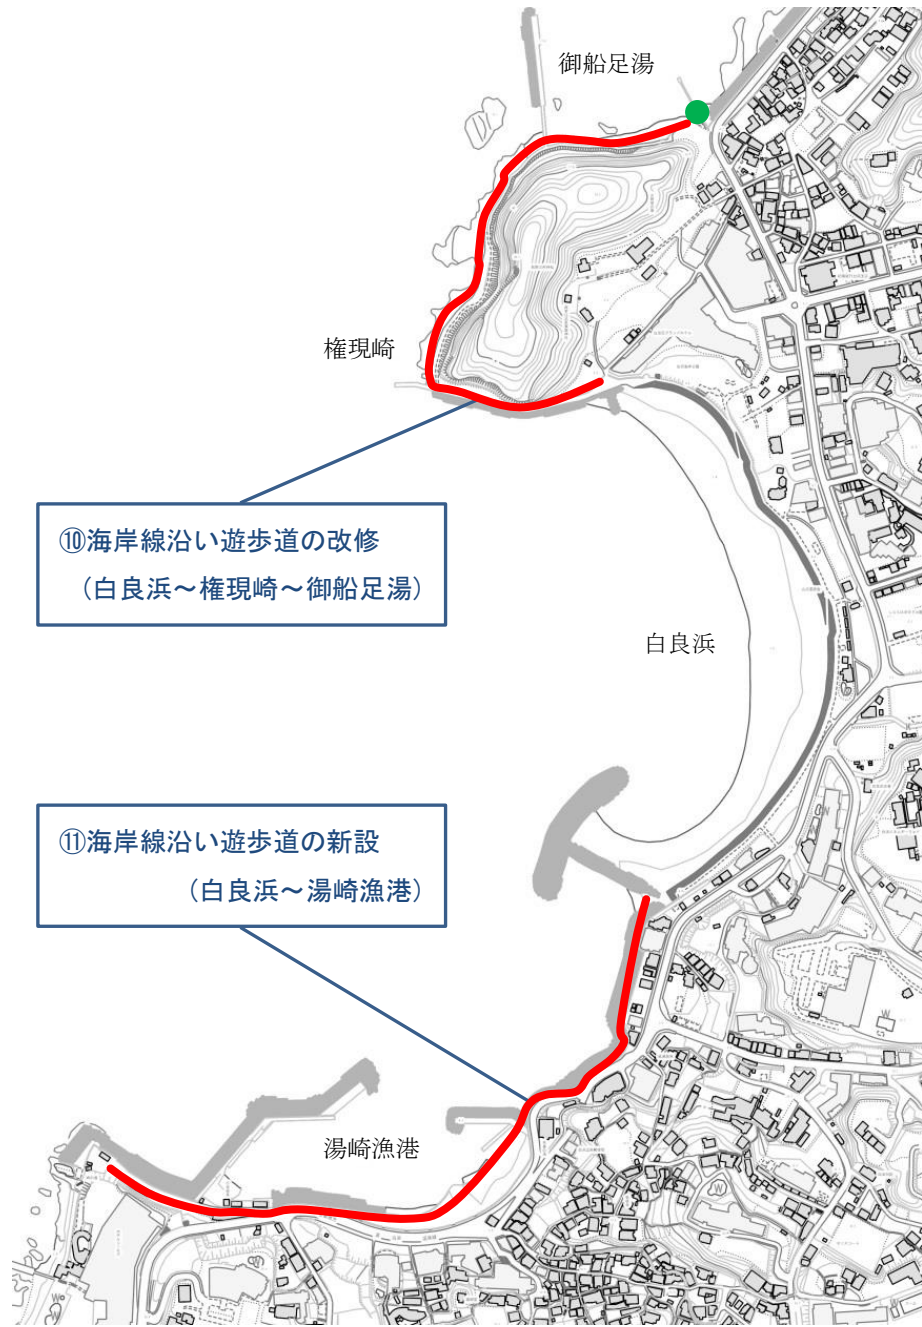 御船足湯
権現崎
⑩海岸線沿い遊歩道の改修
（白良浜～権現崎～御船足湯）
白良浜
⑪海岸線沿い遊歩道の新設
（白良浜～湯崎漁港）
湯崎漁港